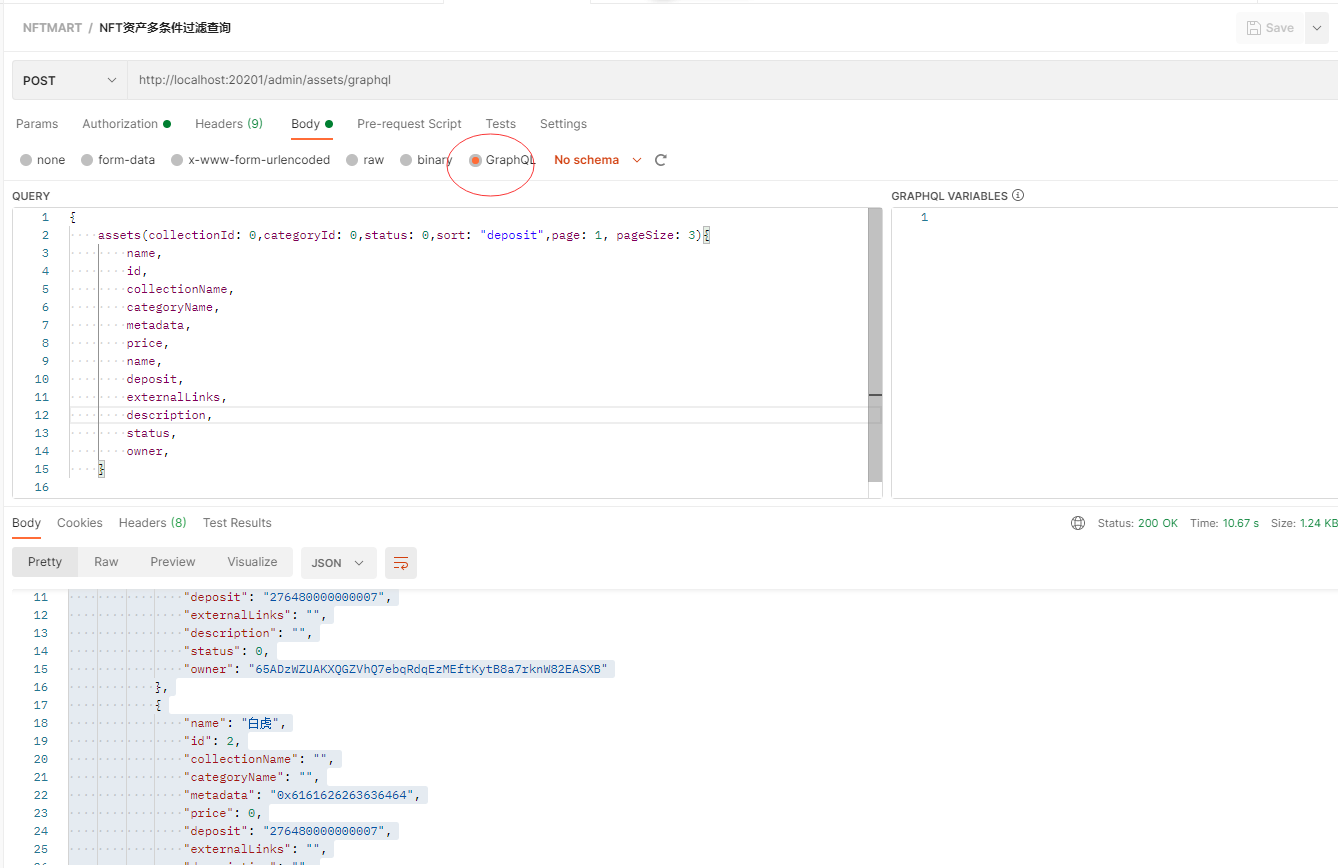 NFTMART / NFT资产多条件过滤查询
Save
POST http://localhost:20201/admin/assets/graphql
Params Authorization Headers (9) Body Pre-request Script Tests Settings
none form-data x-www-form-urlencoded raw binary GraphQL No schema
QUERY
GRAPHQL VARIABLES
1 {
2 assets(collectionId: 0,categoryId: 0,status: 0,sort: "deposit",page: 1, pageSize: 3){
3 name,
4 id,
5 collectionName,
6 categoryName,
7 metadata,
8 price,
9 name,
10 deposit,
11 externalLinks,
12 description,
13 status,
14 owner,
15 }
16
1
Body Cookies Headers (8) Test Results
Status: 200 OK Time: 10.67 s Size: 1.24 KB
Pretty Raw Preview Visualize JSON
11 "deposit": "276480000000007",
12 "externalLinks": "",
13 "description": "",
14 "status": 0,
15 "owner": "65ADzWZUAKXQGZVhQ7ebqRdqEzMEftKytB8a7rknW82EASXB"
16 },
17 {
18 "name": "白虎",
19 "id": 2,
20 "collectionName": "",
21 "categoryName": "",
22 "metadata": "0x6161626263636464",
23 "price": 0,
24 "deposit": "276480000000007",
25 "externalLinks": "",